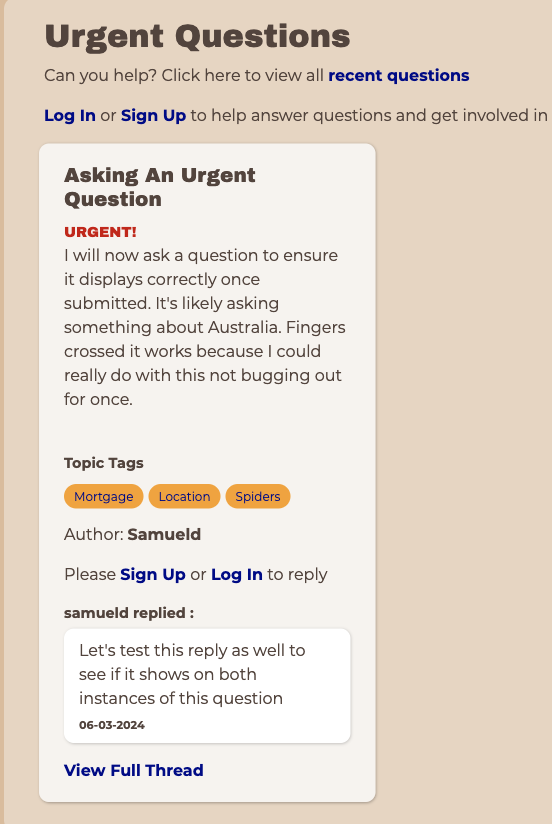 Urgent Questions
Can you help? Click here to view all recent questions
Log In or Sign Up to help answer questions and get involved in
Asking An Urgent
Question
URGENT!
I will now ask a question to ensure
it displays correctly once
submitted. It's likely asking
something about Australia. Fingers
crossed it works because I could
really do with this not bugging out
for once.
Topic Tags
Mortgage Location Spiders
Author: Samueld
Please Sign Up or Log In to reply
samueld replied :
Let's test this reply as well to
see if it shows on both
instances of this question
06-03-2024
View Full Thread